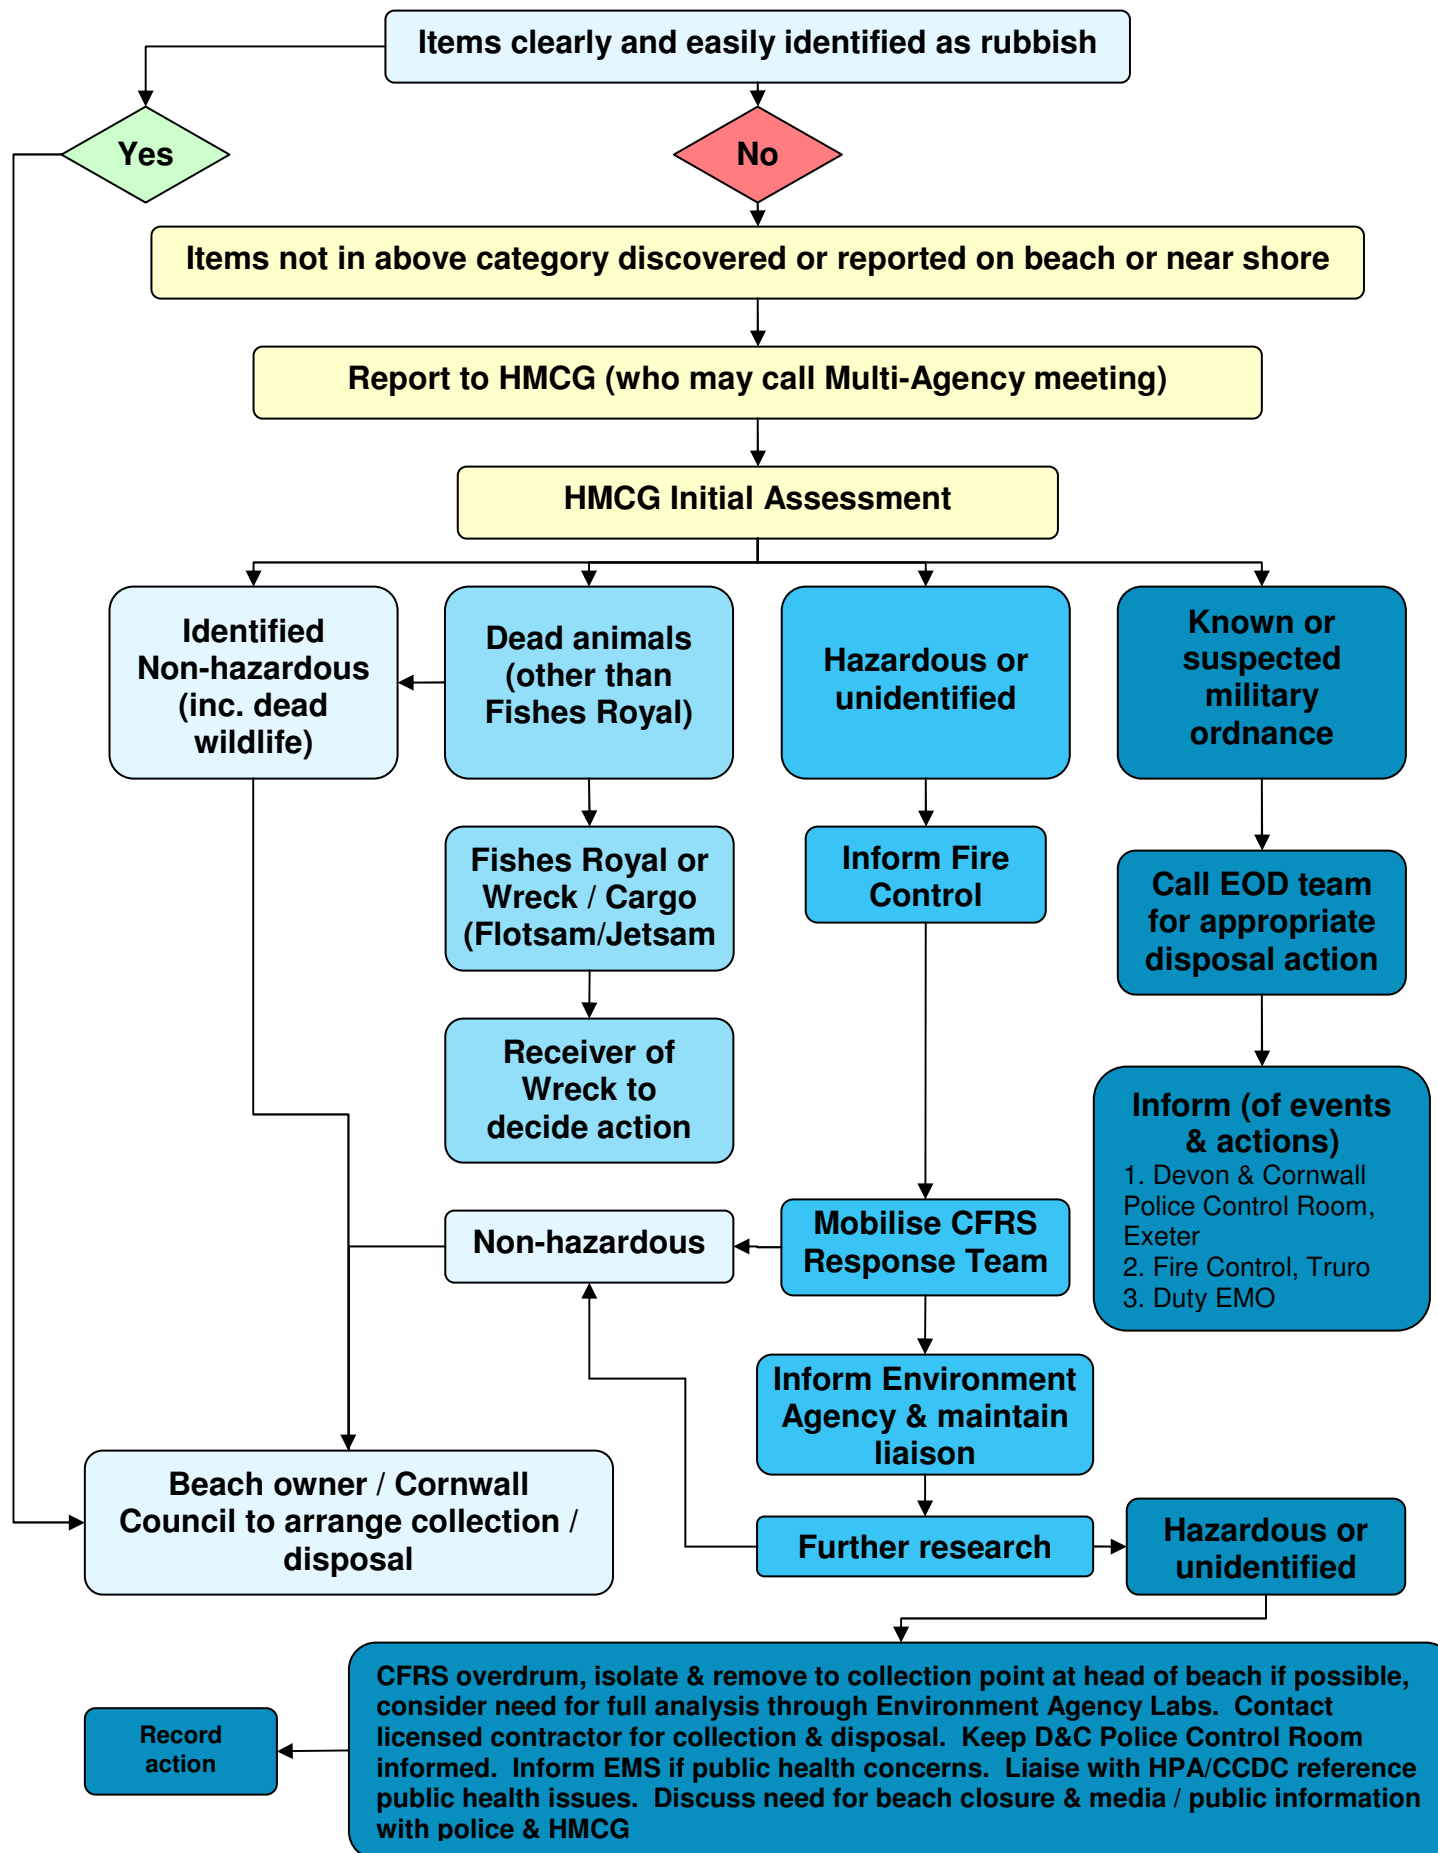 Items clearly and easily identified as rubbish
Yes
No
Items not in above category discovered or reported on beach or near shore
Report to HMCG (who may call Multi-Agency meeting)
HMCG Initial Assessment
Identified
Non-hazardous
(inc. dead
wildlife)
Dead animals
(other than
Fishes Royal)
Hazardous or
unidentified
Known or
suspected
military
ordnance
Fishes Royal or
Wreck / Cargo
(Flotsam/Jetsam
Inform Fire
Control
Call EOD team
for appropriate
disposal action
Receiver of
Wreck to
decide action
Inform (of events
& actions)
1. Devon & Cornwall
Police Control Room,
Exeter
2. Fire Control, Truro
3. Duty EMO
Non-hazardous
Mobilise CFRS
Response Team
Inform Environment
Agency & maintain
liaison
Beach owner / Cornwall
Council to arrange collection /
disposal
Further research
Hazardous or
unidentified
CFRS overdrum, isolate & remove to collection point at head of beach if possible,
consider need for full analysis through Environment Agency Labs.  Contact
licensed contractor for collection & disposal.  Keep D&C Police Control Room
informed.  Inform EMS if public health concerns.  Liaise with HPA/CCDC reference
public health issues.  Discuss need for beach closure & media / public information
with police & HMCG
Record
action